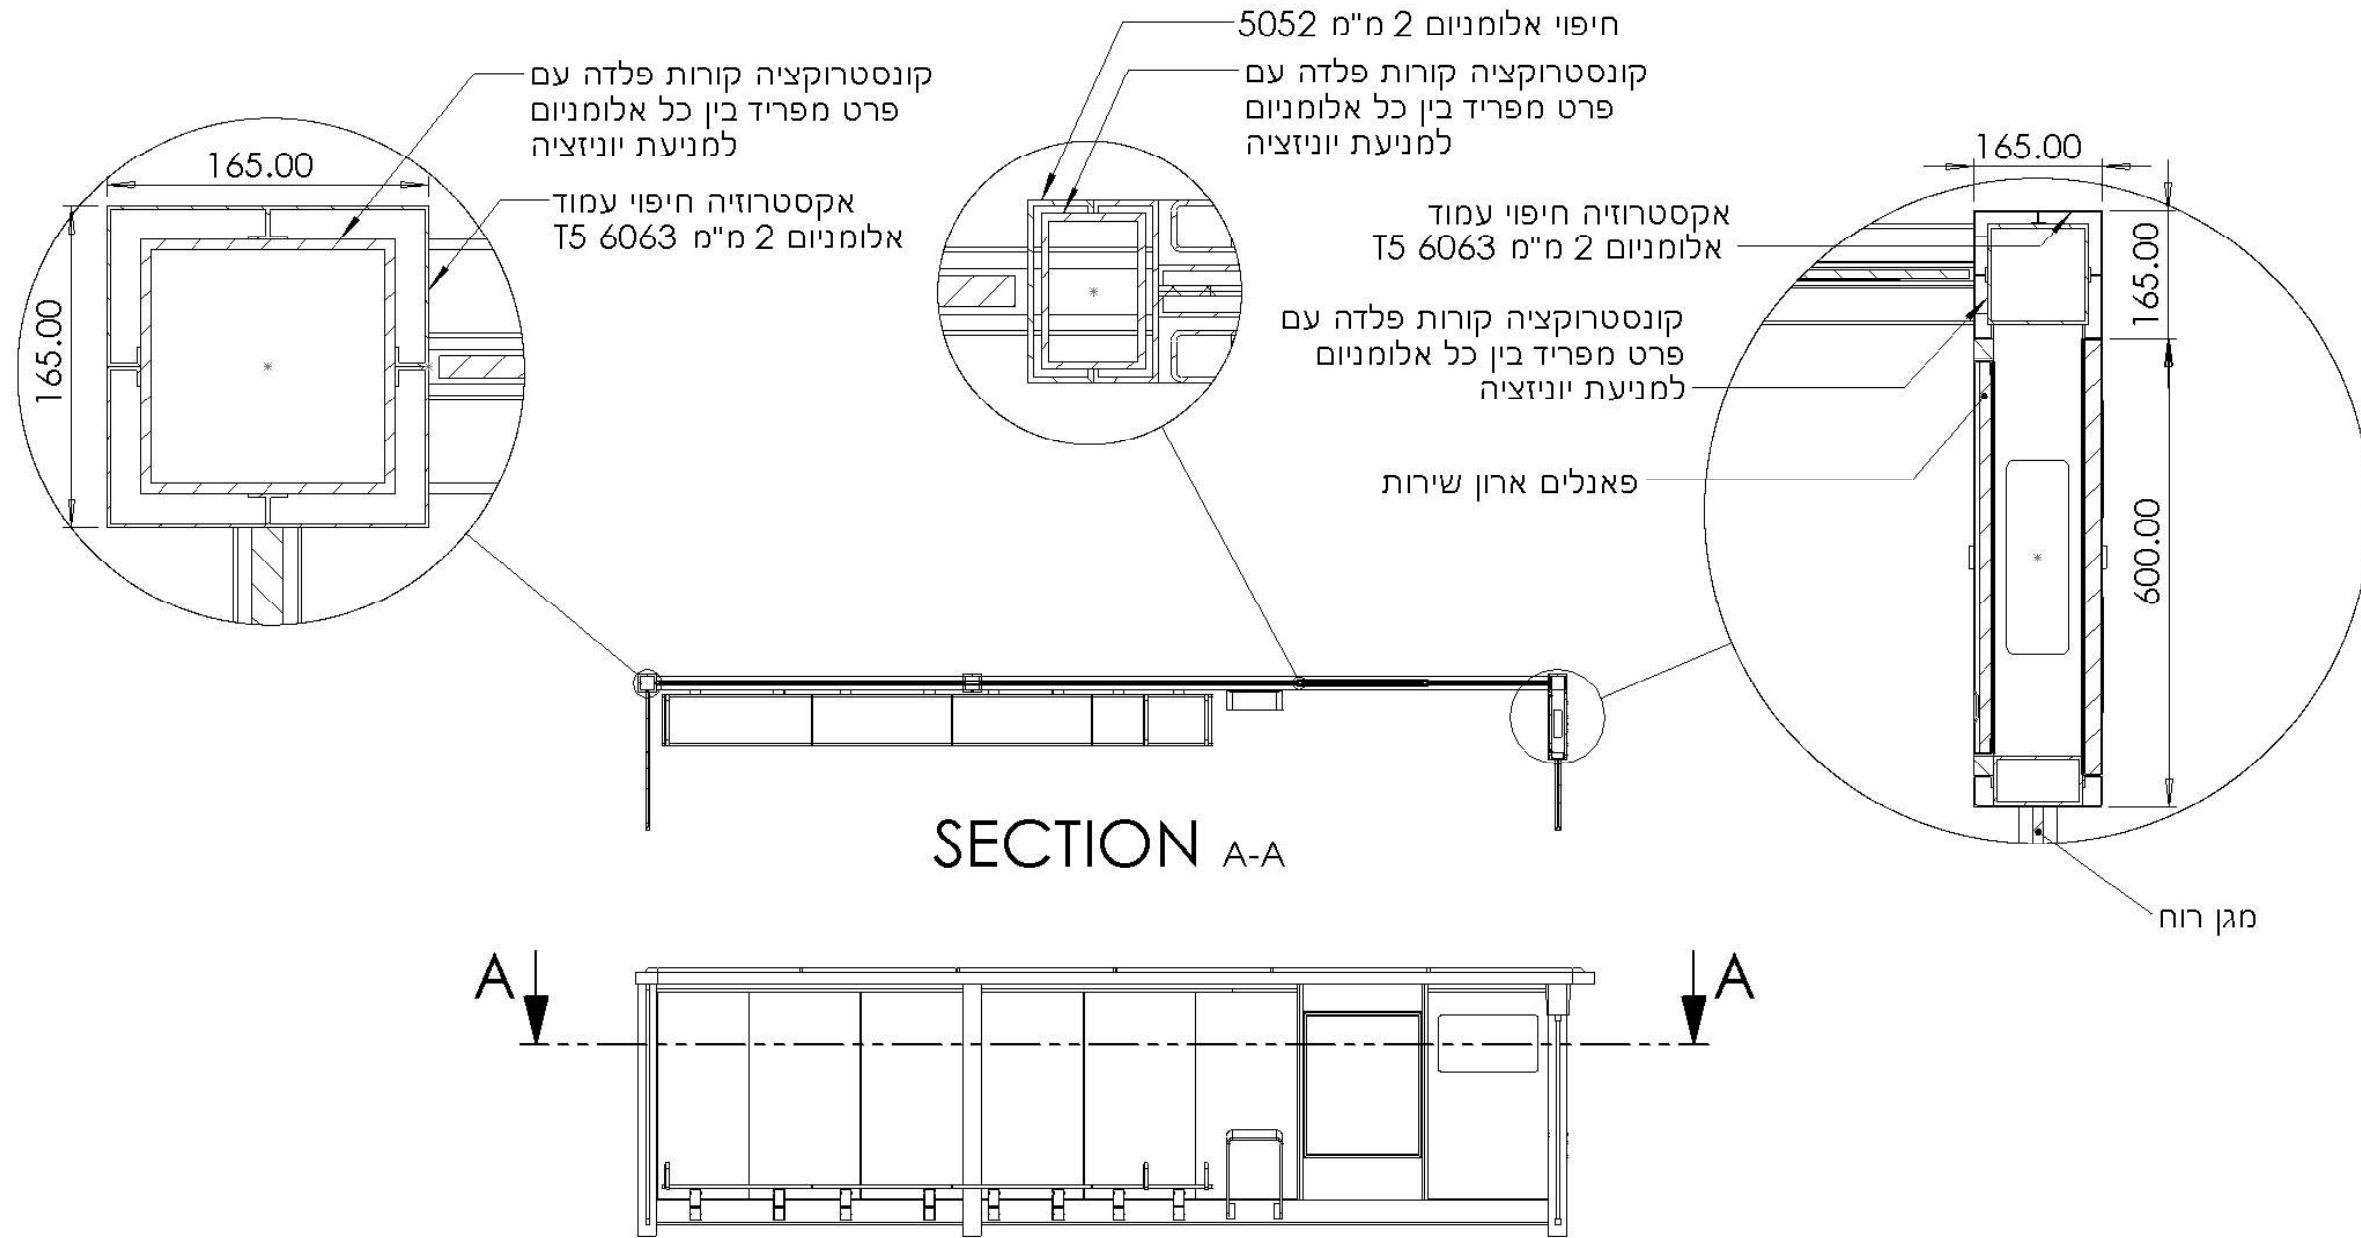 חיפוי אלומניום 2 מ"מ 5052
קונסטרוקציה קורות פלדה עם
פרט מפריד בין כל אלומניום
למניעת יוניזציה
קונסטרוקציה קורות פלדה עם
פרט מפריד בין כל אלומניום
למניעת יוניזציה
165.00
165.00
אקסטרוזיה חיפוי עמוד
אלומניום 2 מ"מ 6063 T5
165.00
165.00
אקסטרוזיה חיפוי עמוד
אלומניום 2 מ"מ 6063 T5
קונסטרוקציה קורות פלדה עם
פרט מפריד בין כל אלומניום
למניעת יוניזציה
פאנלים ארון שירות
600.00
SECTION A-A
מגן רוח
A
A